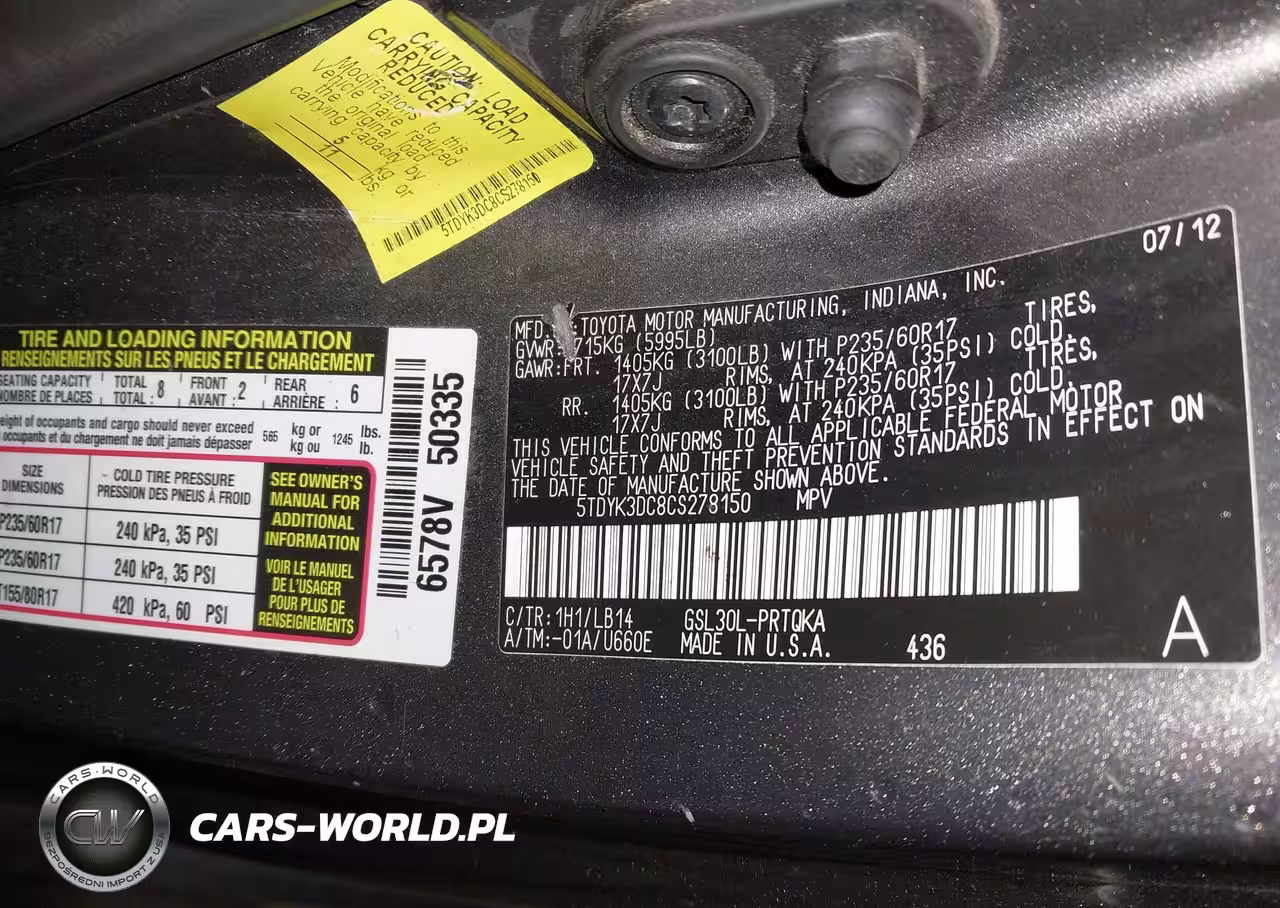 CAUTION: LOAD
CARRYING CAPACITY
REDUCED
Modifications to this
Vehicle have reduced
the original load
carrying capacity by
5 kg or
11 lbs.
5TDYK3DC8CS278150
TIRE AND LOADING INFORMATION
RENSEIGNEMENTS SUR LES PNEUS ET LE CHARGEMENT
SEATING CAPACITY TOTAL 8 FRONT 2 REAR 6
NOMBRE DE PLACES TOTAL : AVANT : ARRIÈRE :
eight of occupants and cargo should never exceed 565 kg or 1245 lbs.
occupants et du chargement ne doit jamais dépasser kg ou lb.
SIZE COLD TIRE PRESSURE
DIMENSIONS PRESSION DES PNEUS À FROID
P235/60R17 240 kPa, 35 PSI
P235/60R17 240 kPa, 35 PSI
T155/80R17 420 kPa, 60 PSI
SEE OWNER'S
MANUAL FOR
ADDITIONAL
INFORMATION
VOIR LE MANUEL
DE L'USAGER
POUR PLUS DE
RENSEIGNEMENTS
6578V 50335
07/12
MFD. TOYOTA MOTOR MANUFACTURING, INDIANA, INC.
GVWR: 715KG (5995LB)
GAWR:FRT. 1405KG (3100LB) WITH P235/60R17 TIRES,
17X7J RIMS, AT 240KPA (35PSI) COLD,
RR. 1405KG (3100LB) WITH P235/60R17 TIRES,
17X7J RIMS, AT 240KPA (35PSI) COLD.
THIS VEHICLE CONFORMS TO ALL APPLICABLE FEDERAL MOTOR
VEHICLE SAFETY AND THEFT PREVENTION STANDARDS IN EFFECT ON
THE DATE OF MANUFACTURE SHOWN ABOVE.
5TDYK3DC8CS278150 MPV
C/TR:1H1/LB14 GSL30L-PRTQKA
A/TM:-01A/U660E MADE IN U.S.A. 436 A
CARS-WORLD
CW
BEZPOŚREDNI IMPORT Z USA
CARS-WORLD.PL